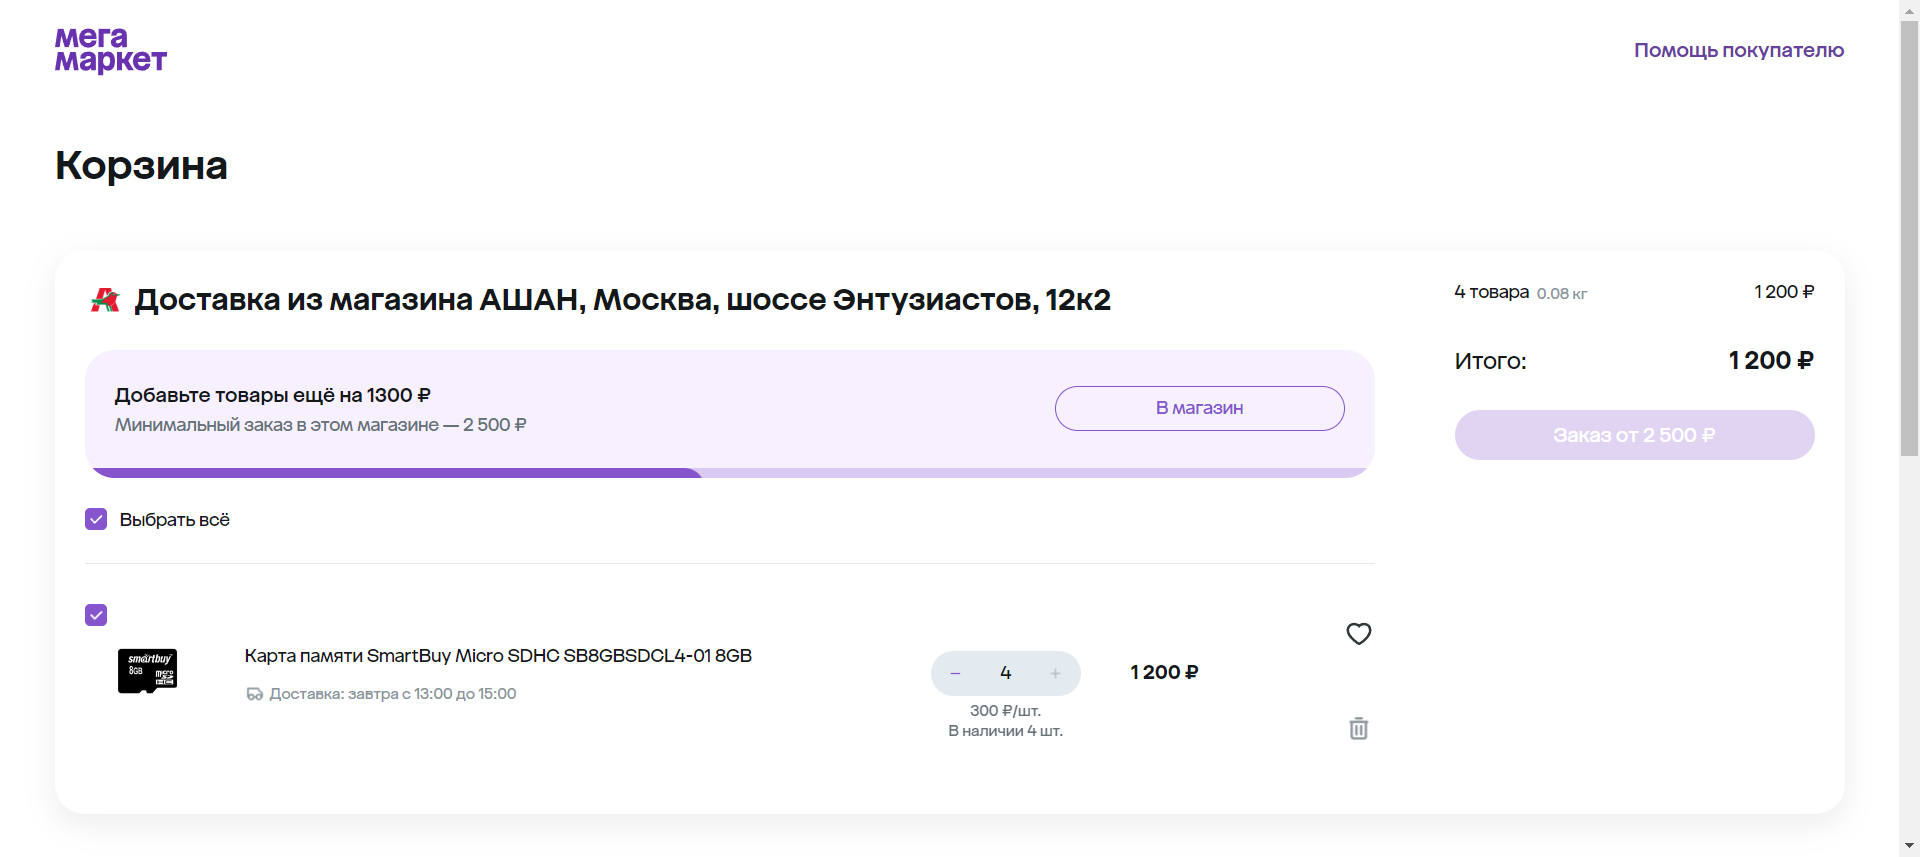 мега
маркет
Помощь покупателю
Корзина
Доставка из магазина АШАН, Москва, шоссе Энтузиастов, 12к2
4 товара 0.08 кг
1 200 ₽
Добавьте товары ещё на 1300 ₽
Минимальный заказ в этом магазине — 2 500 ₽
В магазин
Итого:
1 200 ₽
Заказ от 2 500 ₽
Выбрать всё
smartbuy
8GB
micro
Карта памяти SmartBuy Micro SDHC SB8GBSDCL4-01 8GB
Доставка: завтра с 13:00 до 15:00
− 4 +
300 ₽/шт.
В наличии 4 шт.
1 200 ₽